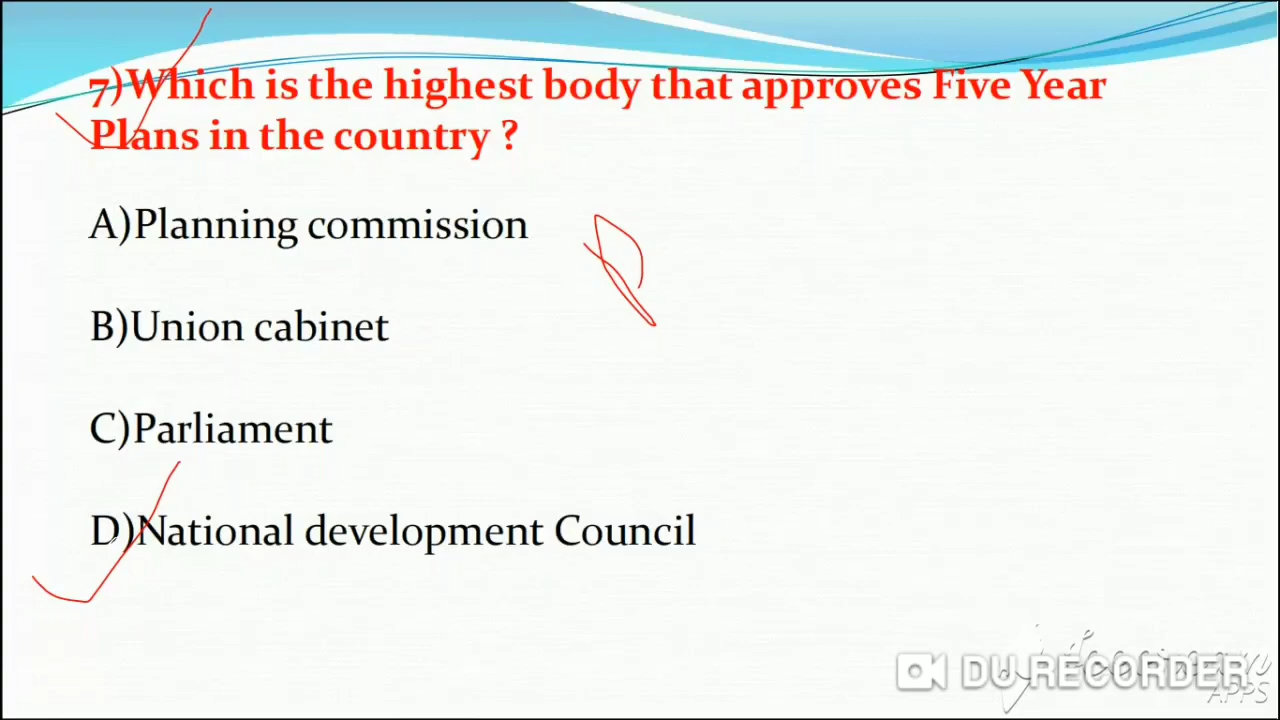 7)Which is the highest body that approves Five Year
Plans in the country ?
A)Planning commission
B)Union cabinet
C)Parliament
D)National development Council
DU RECORDER
APPS